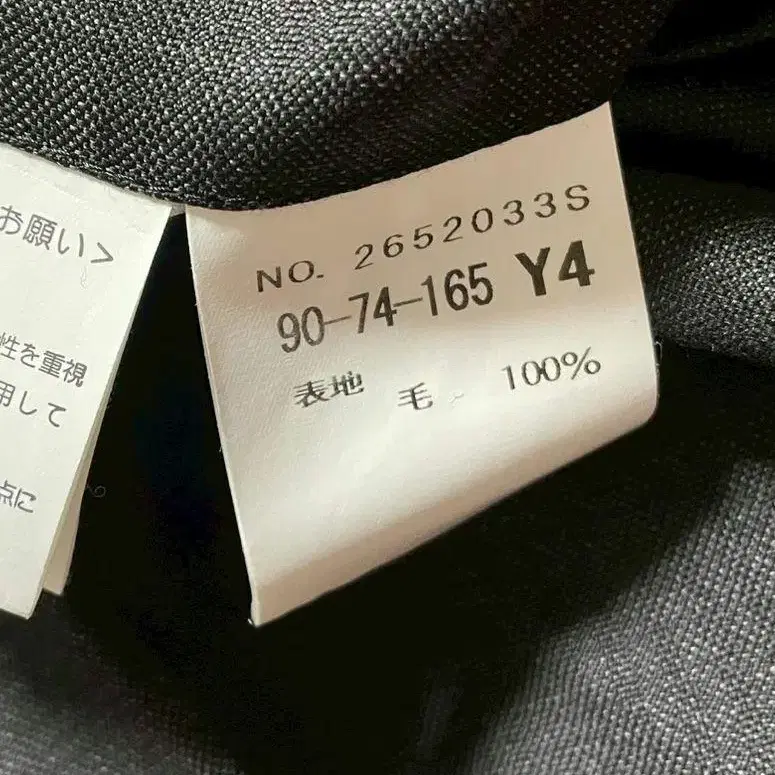 お願い>
性を重視
用して
点に
NO. 2652033S
90-74-165 Y4
表地 毛 100%